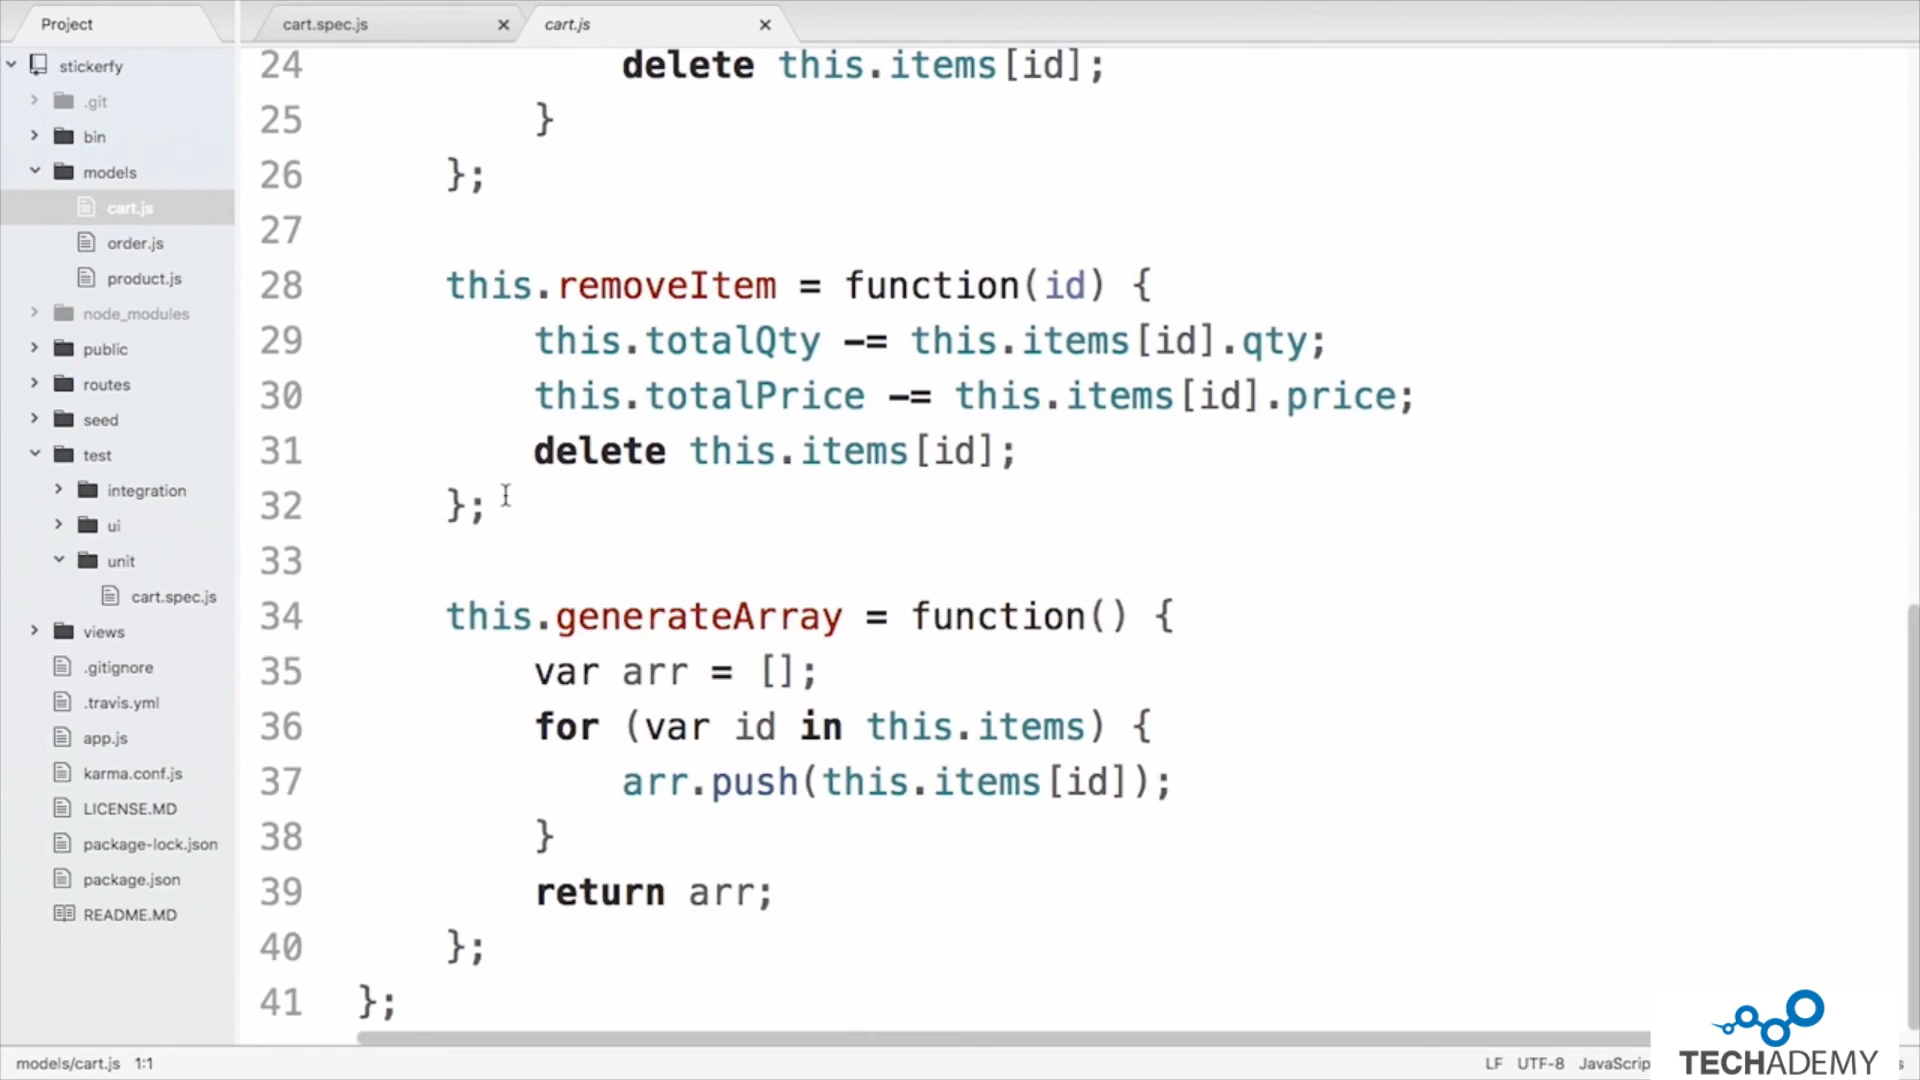 Project
cart.spec.js
cart.js
stickerfy
.git
bin
models
cart.js
order.js
product.js
node_modules
public
routes
seed
test
integration
ui
unit
cart.spec.js
views
.gitignore
.travis.yml
app.js
karma.conf.js
LICENSE.MD
package-lock.json
package.json
README.MD
24 delete this.items[id];
25 }
26 };
27
28 this.removeItem = function(id) {
29 this.totalQty -= this.items[id].qty;
30 this.totalPrice -= this.items[id].price;
31 delete this.items[id];
32 };
33
34 this.generateArray = function() {
35 var arr = [];
36 for (var id in this.items) {
37 arr.push(this.items[id]);
38 }
39 return arr;
40 };
41 };
models/cart.js 1:1
LF UTF-8 JavaScrip
TECHADEMY